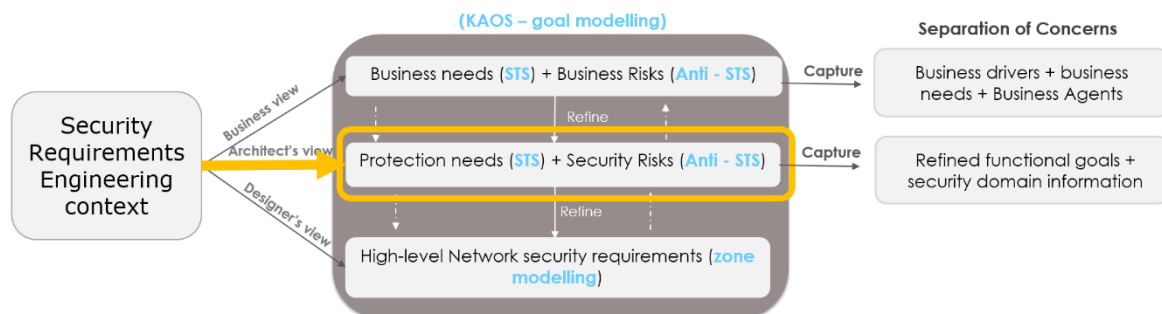 (KAOS – goal modelling)
Separation of Concerns
Business needs (STS) + Business Risks (Anti - STS)
Capture
Business drivers + business
needs + Business Agents
Business view
Refine
Security
Requirements
Engineering
context
Architect's view
Protection needs (STS) + Security Risks (Anti - STS)
Capture
Refined functional goals +
security domain information
Designer's view
Refine
High-level Network security requirements (zone
modelling)